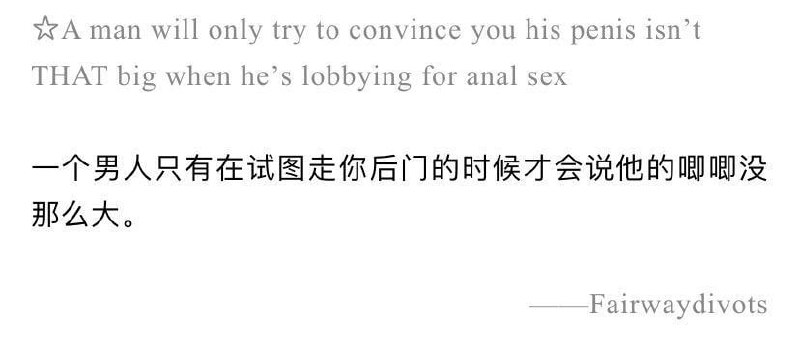 ☆A man will only try to convince you his penis isn’t
THAT big when he’s lobbying for anal sex
一个男人只有在试图走你后门的时候才会说他的唧唧没
那么大。
——Fairwaydivots